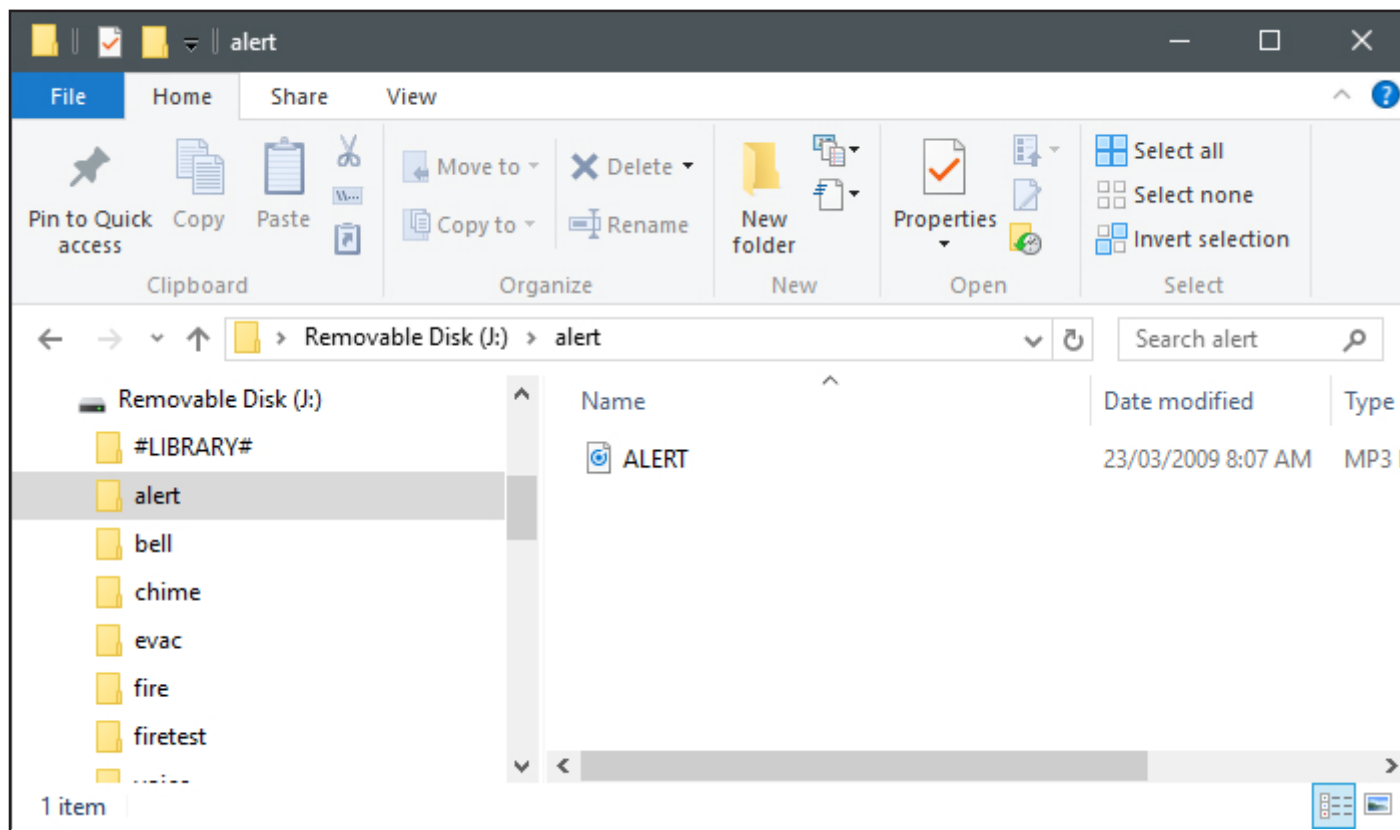 alert
File Home Share View
Pin to Quick access
Copy
Paste
Clipboard
Move to
Copy to
Delete
Rename
Organize
New folder
New
Properties
Open
Select all
Select none
Invert selection
Select
Removable Disk (J:) > alert
Search alert
Removable Disk (J:)
#LIBRARY#
alert
bell
chime
evac
fire
firetest
Name Date modified Type
ALERT 23/03/2009 8:07 AM MP3
1 item